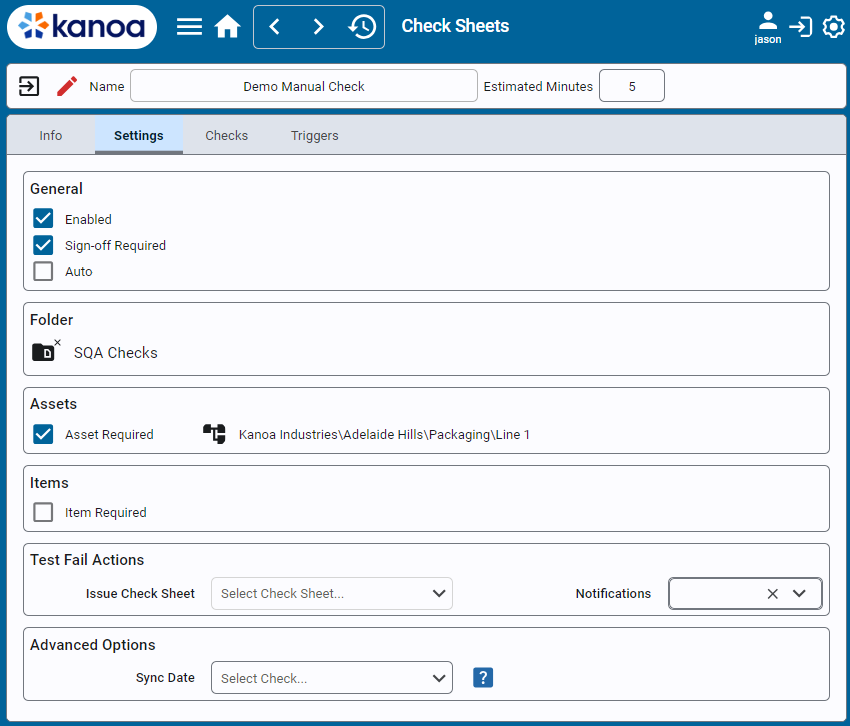 kanoa Check Sheets
jason
Name Demo Manual Check Estimated Minutes 5
Info Settings Checks Triggers
General
Enabled
Sign-off Required
Auto
Folder
D SQA Checks
Assets
Asset Required Kanoa Industries\Adelaide Hills\Packaging\Line 1
Items
Item Required
Test Fail Actions
Issue Check Sheet Select Check Sheet... Notifications
Advanced Options
Sync Date Select Check... ?